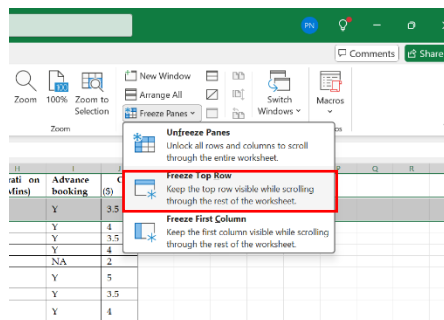 PN
Comments
Share
New Window
Arrange All
Freeze Panes
Zoom
100%
Zoom to
Selection
Switch
Windows
Macros
Zoom
Unfreeze Panes
Unlock all rows and columns to scroll
through the entire worksheet.
Freeze Top Row
Keep the top row visible while scrolling
through the rest of the worksheet.
Freeze First Column
Keep the first column visible while scrolling
through the rest of the worksheet.
H I Q R
rati on Advance
Mins) booking ($)
Y 3.5
Y 4
Y 3.5
Y 4
NA 2
Y 5
Y 3.5
Y 4